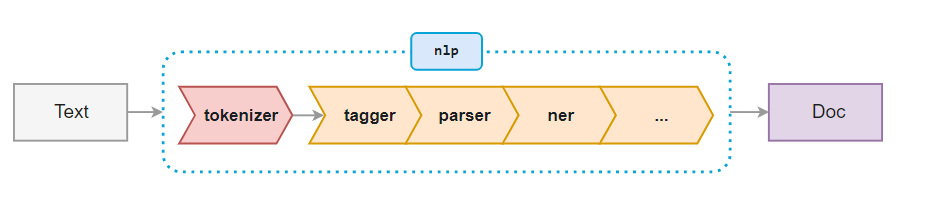 nlp
Text
tokenizer
tagger
parser
ner
...
Doc